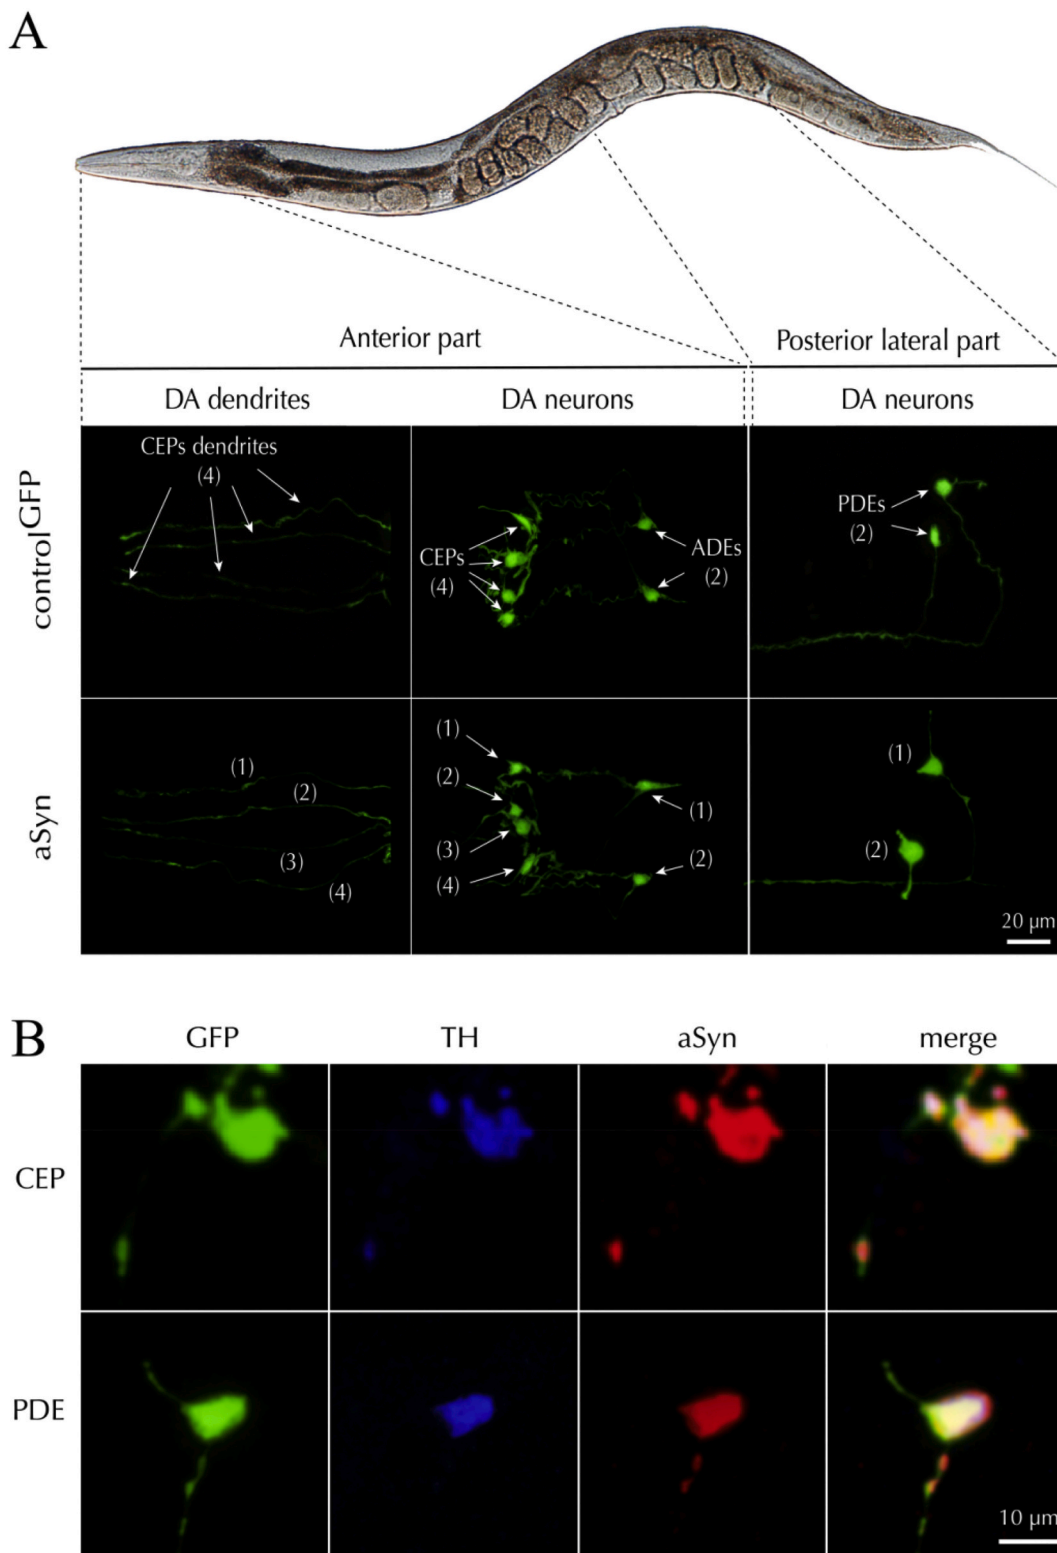 A
Anterior part
Posterior lateral part
DA dendrites
DA neurons
DA neurons
control GFP
CEPs dendrites
(4)
CEPs
(4)
ADEs
(2)
PDEs
(2)
aSyn
(1)
(2)
(3)
(4)
(1)
(2)
(3)
(4)
(1)
(2)
(1)
(2)
20 µm
B
GFP
TH
aSyn
merge
CEP
PDE
10 µm